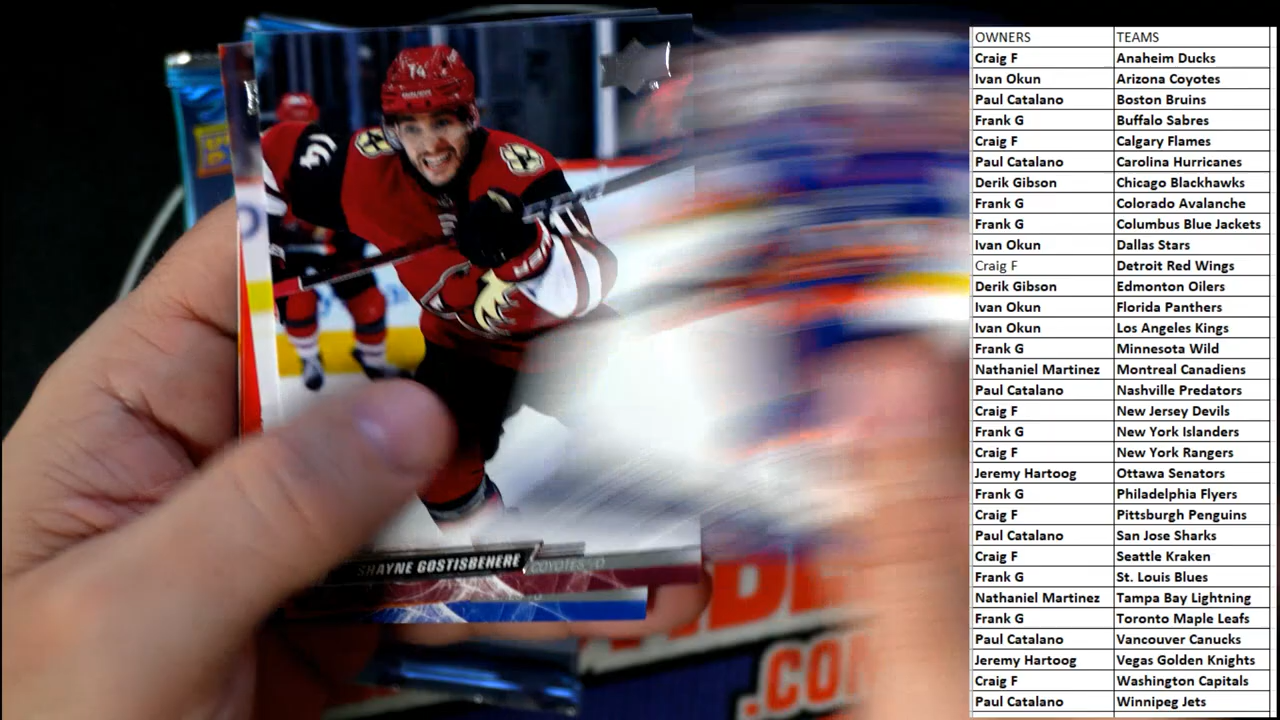 74
SHAYNE GOSTISBEHERE COYOTES
.CO
OWNERS TEAMS
Craig F Anaheim Ducks
Ivan Okun Arizona Coyotes
Paul Catalano Boston Bruins
Frank G Buffalo Sabres
Craig F Calgary Flames
Paul Catalano Carolina Hurricanes
Derik Gibson Chicago Blackhawks
Frank G Colorado Avalanche
Frank G Columbus Blue Jackets
Ivan Okun Dallas Stars
Craig F Detroit Red Wings
Derik Gibson Edmonton Oilers
Ivan Okun Florida Panthers
Ivan Okun Los Angeles Kings
Frank G Minnesota Wild
Nathaniel Martinez Montreal Canadiens
Paul Catalano Nashville Predators
Craig F New Jersey Devils
Frank G New York Islanders
Craig F New York Rangers
Jeremy Hartoog Ottawa Senators
Frank G Philadelphia Flyers
Craig F Pittsburgh Penguins
Paul Catalano San Jose Sharks
Craig F Seattle Kraken
Frank G St. Louis Blues
Nathaniel Martinez Tampa Bay Lightning
Frank G Toronto Maple Leafs
Paul Catalano Vancouver Canucks
Jeremy Hartoog Vegas Golden Knights
Craig F Washington Capitals
Paul Catalano Winnipeg Jets